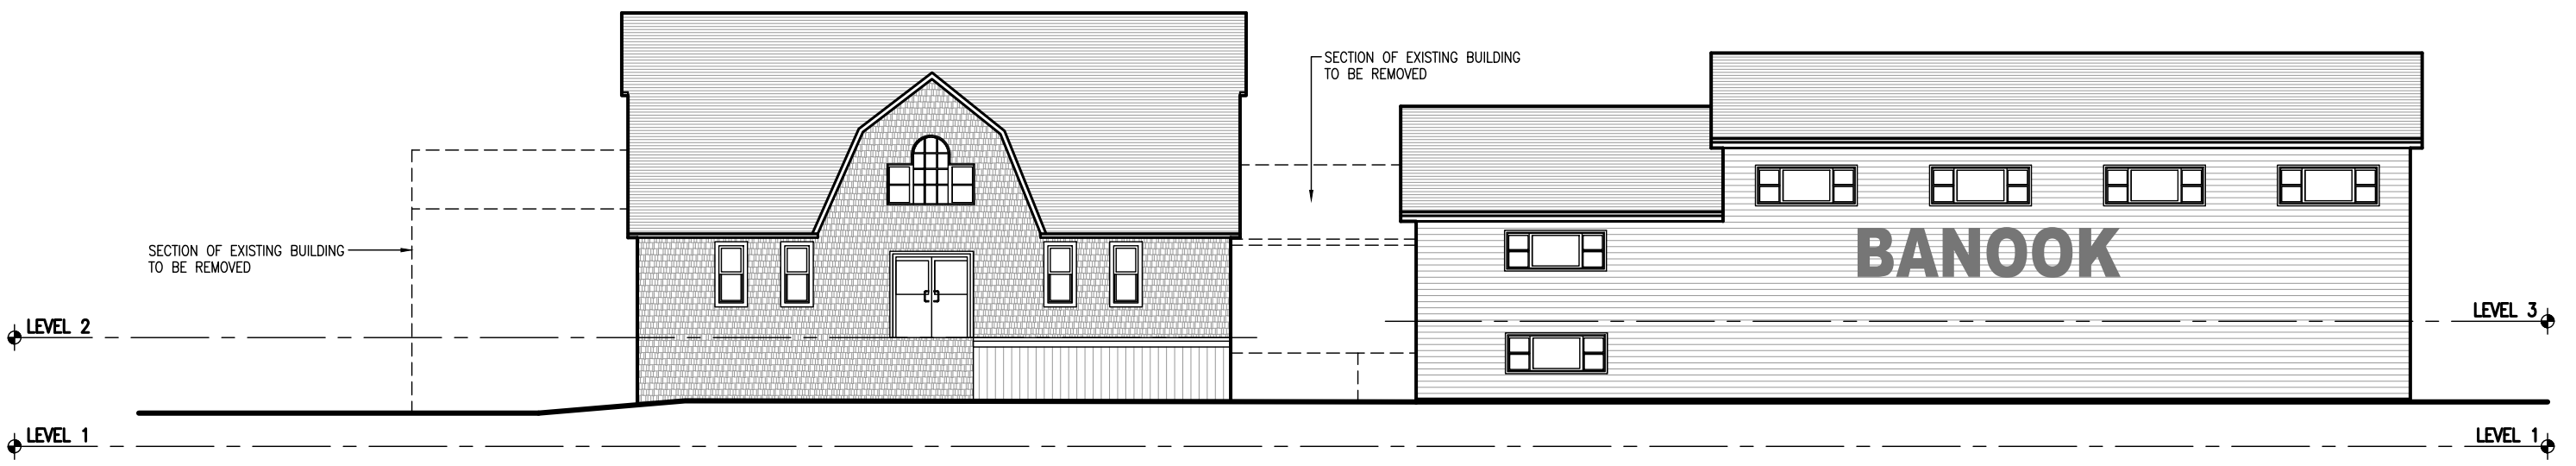 SECTION OF EXISTING BUILDING
TO BE REMOVED
SECTION OF EXISTING BUILDING
TO BE REMOVED
BANOOK
LEVEL 2
LEVEL 3
LEVEL 1
LEVEL 1